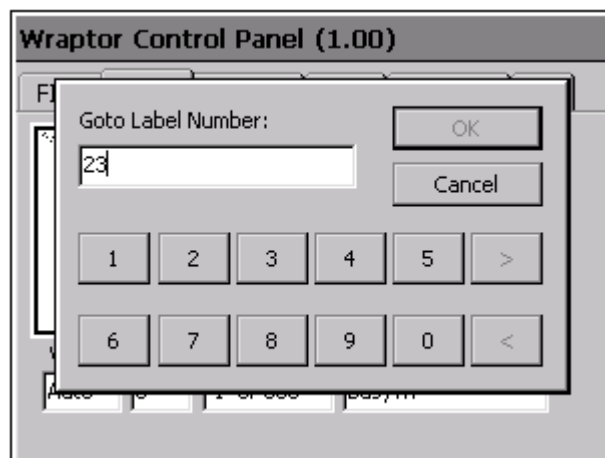 Wraptor Control Panel (1.00)
Goto Label Number:
OK
23
Cancel
1 2 3 4 5 >
6 7 8 9 0 <